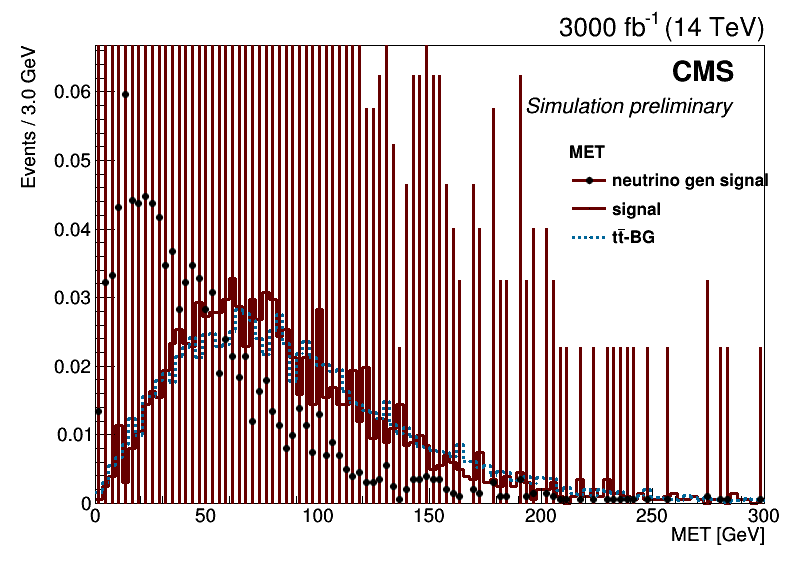 3000 fb⁻¹ (14 TeV)
CMS
Simulation preliminary
MET
neutrino gen signal
signal
tt̄-BG
Events / 3.0 GeV
0.06
0.05
0.04
0.03
0.02
0.01
0
0 50 100 150 200 250 300
MET [GeV]